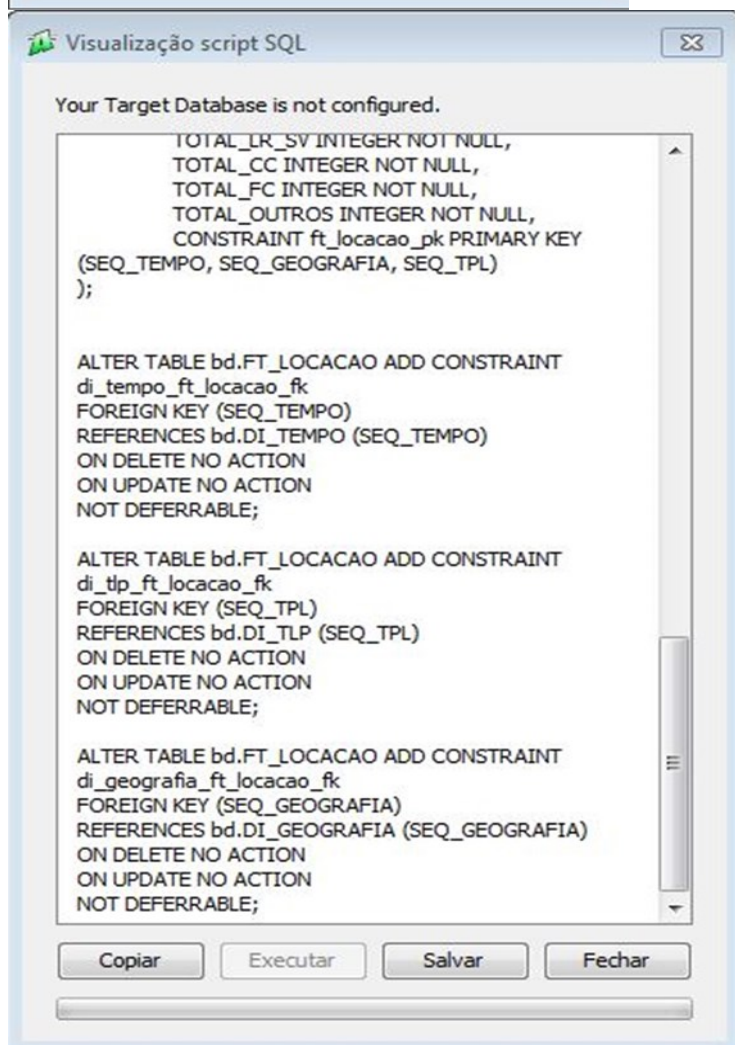 Visualização script SQL
Your Target Database is not configured.
TOTAL_LR_SV INTEGER NOT NULL,
TOTAL_CC INTEGER NOT NULL,
TOTAL_FC INTEGER NOT NULL,
TOTAL_OUTROS INTEGER NOT NULL,
CONSTRAINT ft_locacao_pk PRIMARY KEY
(SEQ_TEMPO, SEQ_GEOGRAFIA, SEQ_TPL)
);
ALTER TABLE bd.FT_LOCACAO ADD CONSTRAINT
di_tempo_ft_locacao_fk
FOREIGN KEY (SEQ_TEMPO)
REFERENCES bd.DI_TEMPO (SEQ_TEMPO)
ON DELETE NO ACTION
ON UPDATE NO ACTION
NOT DEFERRABLE;
ALTER TABLE bd.FT_LOCACAO ADD CONSTRAINT
di_tlp_ft_locacao_fk
FOREIGN KEY (SEQ_TPL)
REFERENCES bd.DI_TLP (SEQ_TPL)
ON DELETE NO ACTION
ON UPDATE NO ACTION
NOT DEFERRABLE;
ALTER TABLE bd.FT_LOCACAO ADD CONSTRAINT
di_geografia_ft_locacao_fk
FOREIGN KEY (SEQ_GEOGRAFIA)
REFERENCES bd.DI_GEOGRAFIA (SEQ_GEOGRAFIA)
ON DELETE NO ACTION
ON UPDATE NO ACTION
NOT DEFERRABLE;
Copiar Executar Salvar Fechar